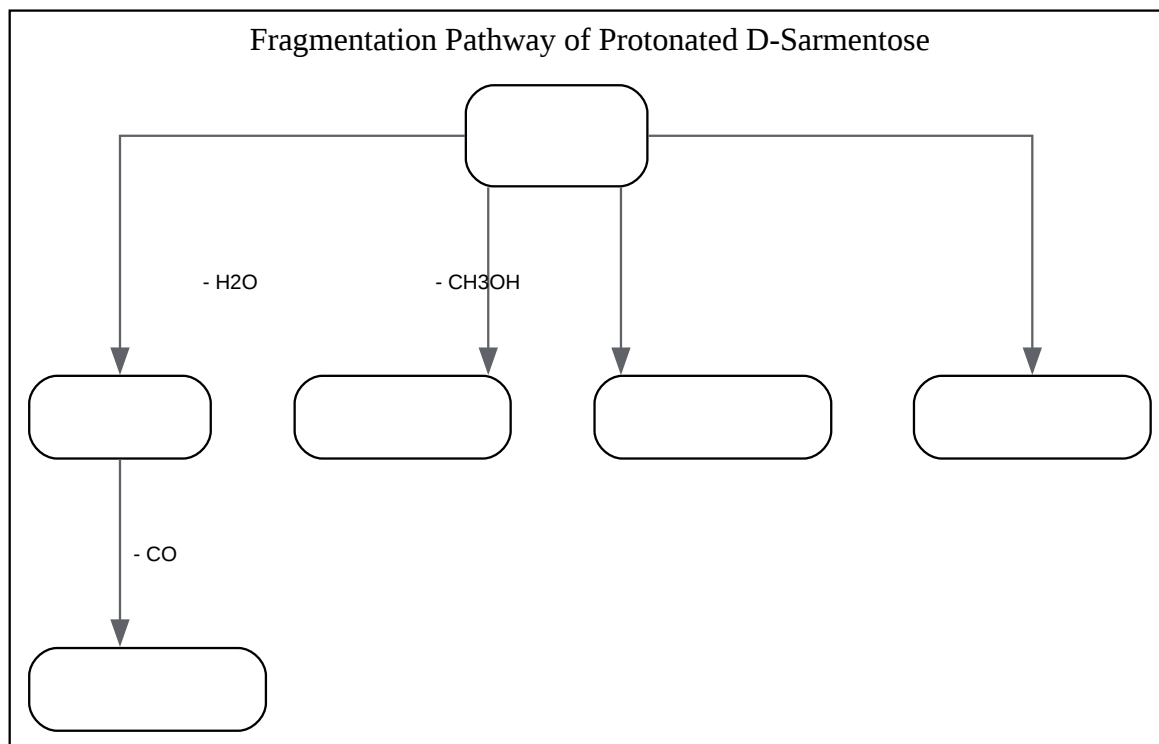 Fragmentation Pathway of Protonated D-Sarmentose
- H2O
- CH3OH
- CO